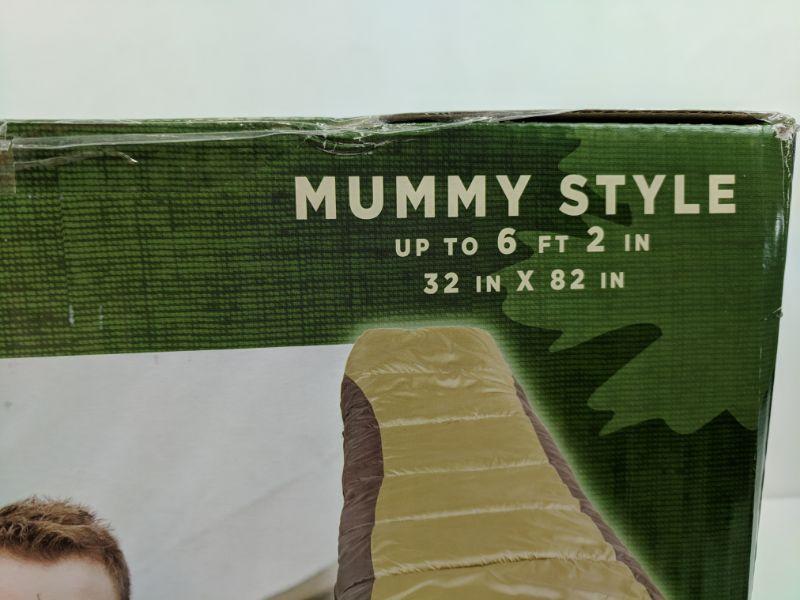 MUMMY STYLE
UP TO 6 FT 2 IN
32 IN X 82 IN